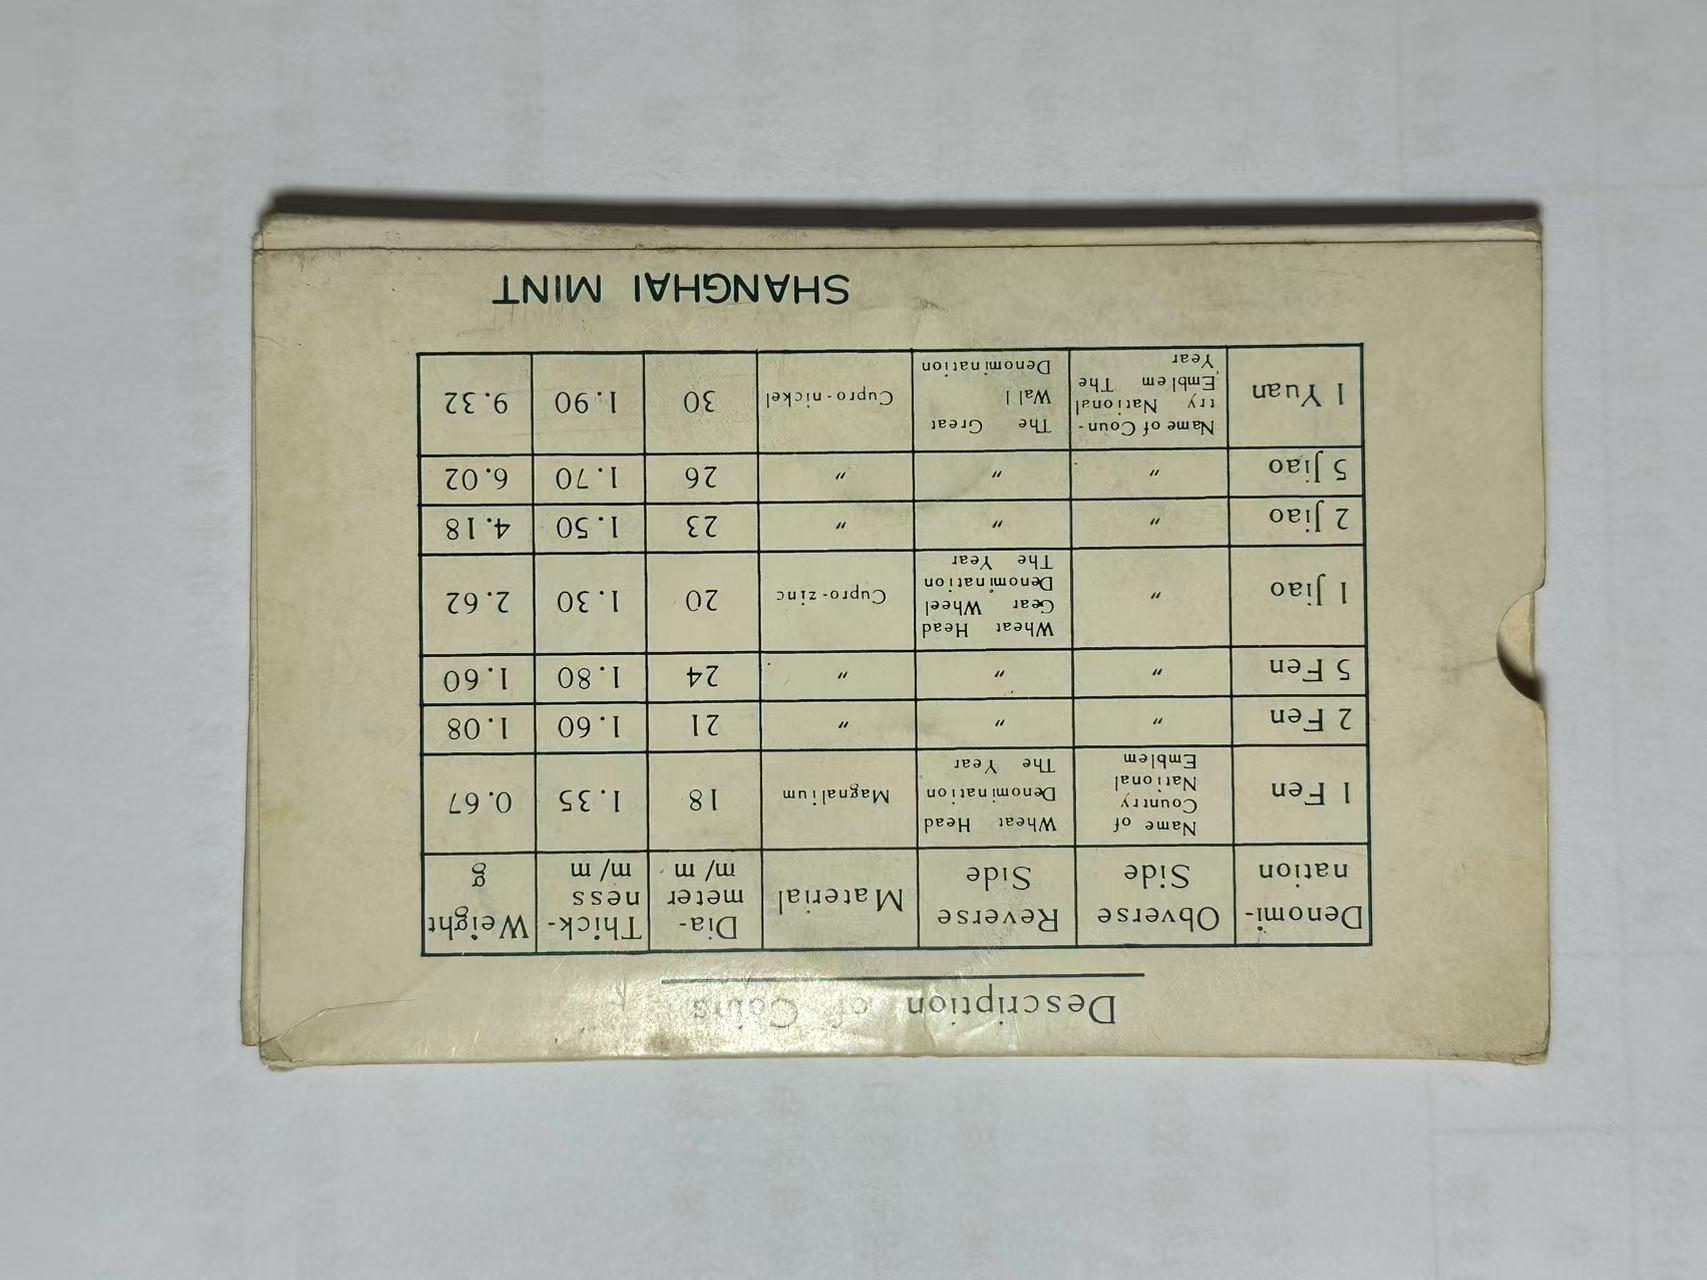 Description of Coins
Denomi-nation Obverse Side Reverse Side Material Dia-meter m/m Thick-ness m/m Weight g
1 Fen Name of Country National Emblem Wheat Head Denomination The Year Magnalium 18 1.35 0.67
2 Fen " " " 21 1.60 1.08
5 Fen " " " 24 1.80 1.60
1 Jiao " Wheat Head Gear Wheel Denomination The Year Cupro-zinc 20 1.30 2.62
2 Jiao " " " 23 1.50 4.18
5 Jiao " " " 26 1.70 6.02
1 Yuan Name of Coun-try National Emblem The Year The Great Wall Denomination Cupro-nickel 30 1.90 9.32
SHANGHAI MINT